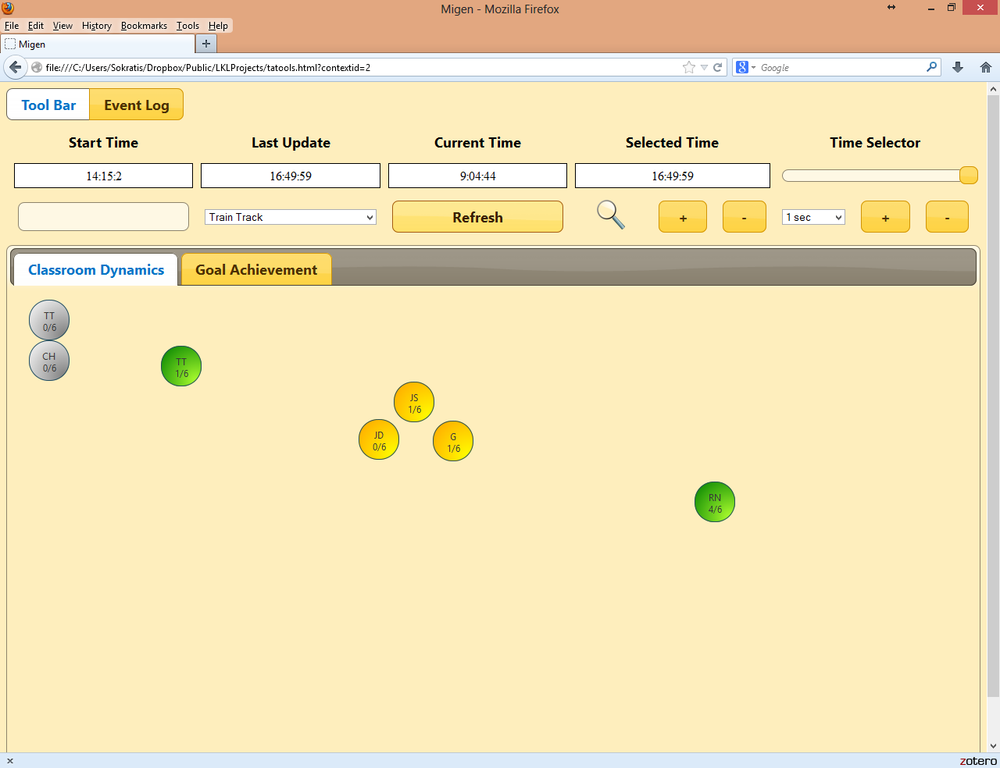 Migen - Mozilla Firefox
File Edit View History Bookmarks Tools Help
Migen +
file:///C:/Users/Sokratis/Dropbox/Public/LKLProjects/tatools.html?contextid=2 8 Google
Tool Bar Event Log
Start Time Last Update Current Time Selected Time Time Selector
14:15:2 16:49:59 9:04:44 16:49:59
Train Track Refresh + - 1 sec + -
Classroom Dynamics Goal Achievement
TT
0/6
CH
0/6
TT
1/6
JS
1/6
JD
0/6
G
1/6
RN
4/6
x zotero